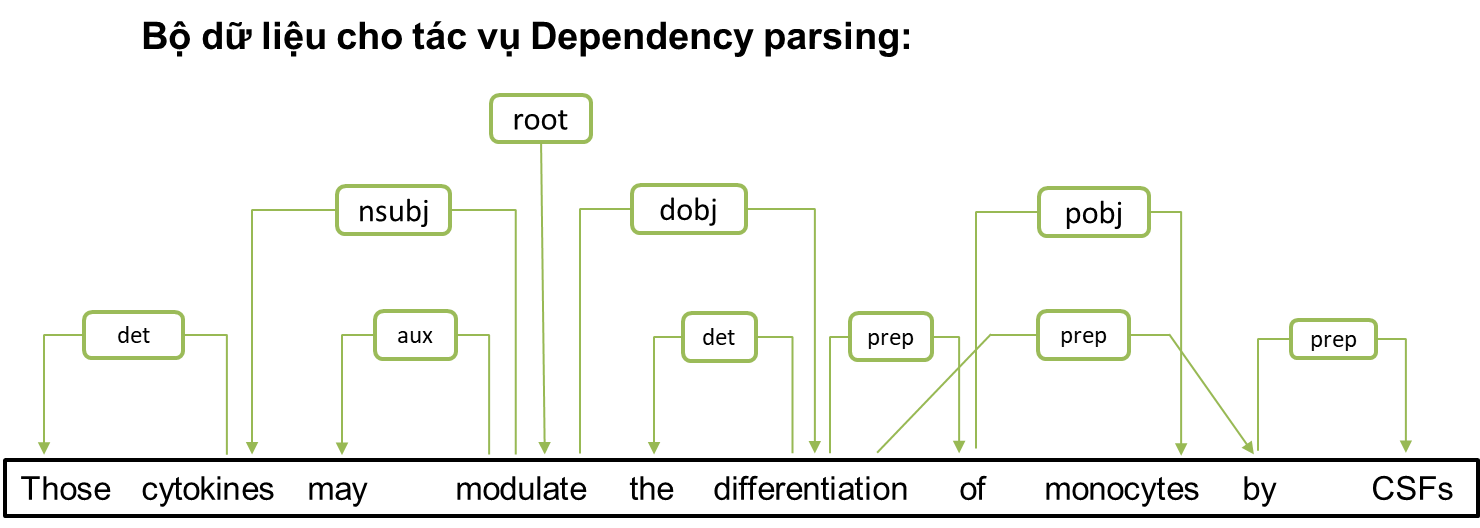 Bộ dữ liệu cho tác vụ Dependency parsing:
root
nsubj dobj pobj
det aux det prep prep prep
Those cytokines may modulate the differentiation of monocytes by CSFs